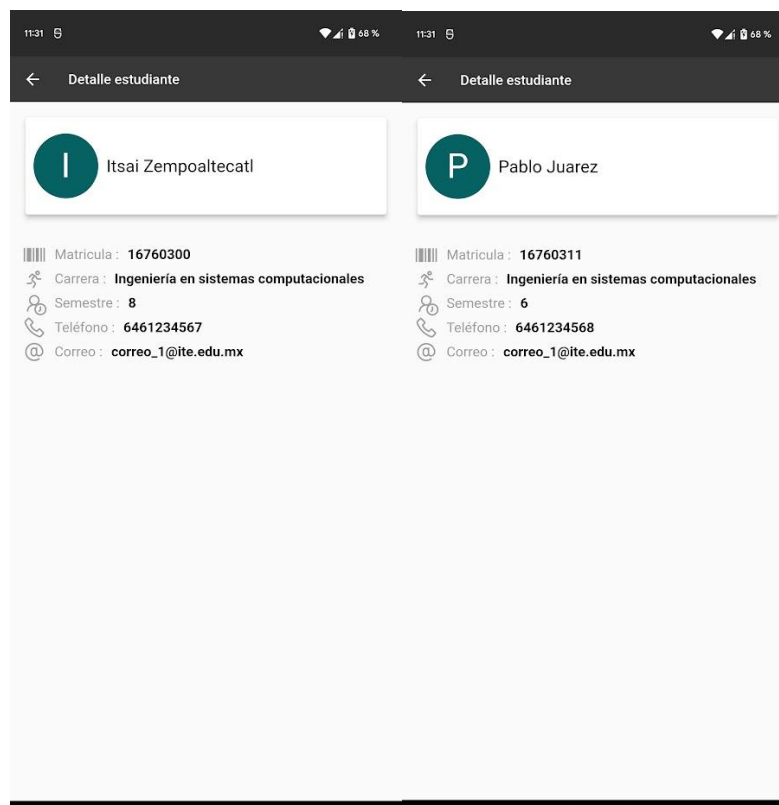 11:31 68 %
Detalle estudiante
I Itsai Zempoaltecatl
Matricula : 16760300
Carrera : Ingeniería en sistemas computacionales
Semestre : 8
Teléfono : 6461234567
Correo : correo_1@ite.edu.mx
11:31 68 %
Detalle estudiante
P Pablo Juarez
Matricula : 16760311
Carrera : Ingeniería en sistemas computacionales
Semestre : 6
Teléfono : 6461234568
Correo : correo_1@ite.edu.mx